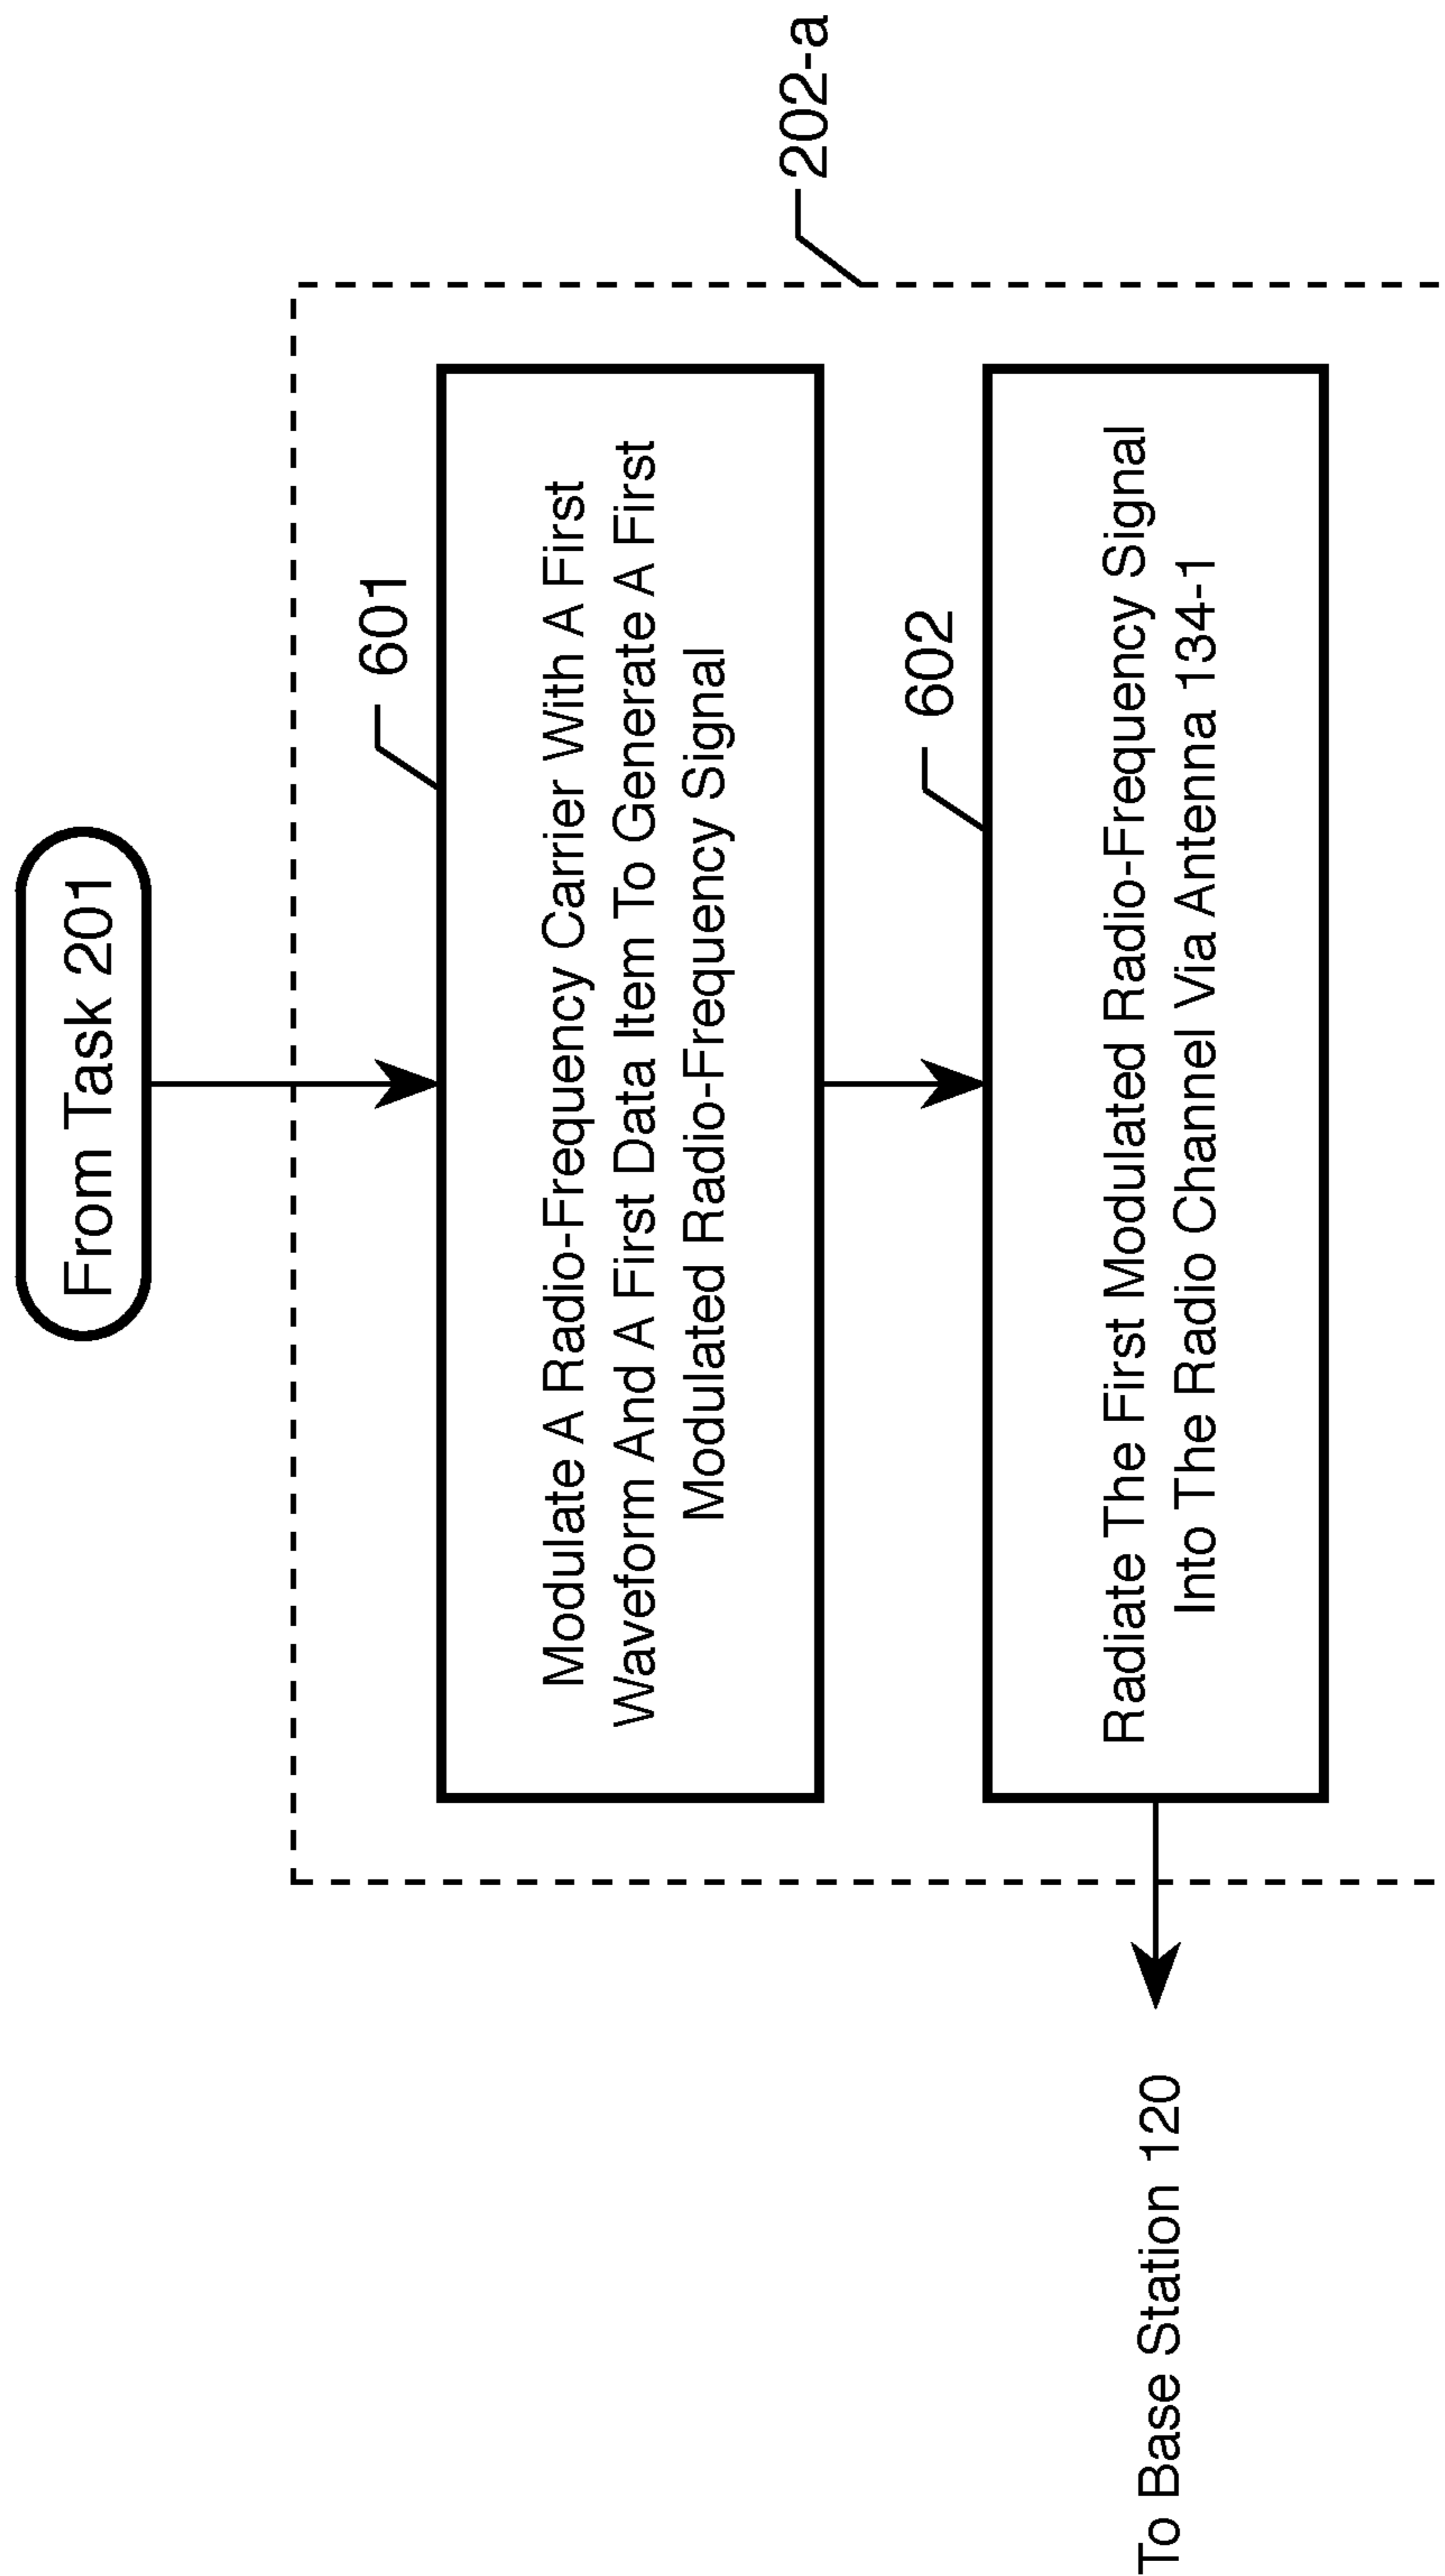 From Task 201
202-a
601
Modulate A Radio-Frequency Carrier With A First
Waveform And A First Data Item To Generate A First
Modulated Radio-Frequency Signal
602
Radiate The First Modulated Radio-Frequency Signal
Into The Radio Channel Via Antenna 134-1
To Base Station 120